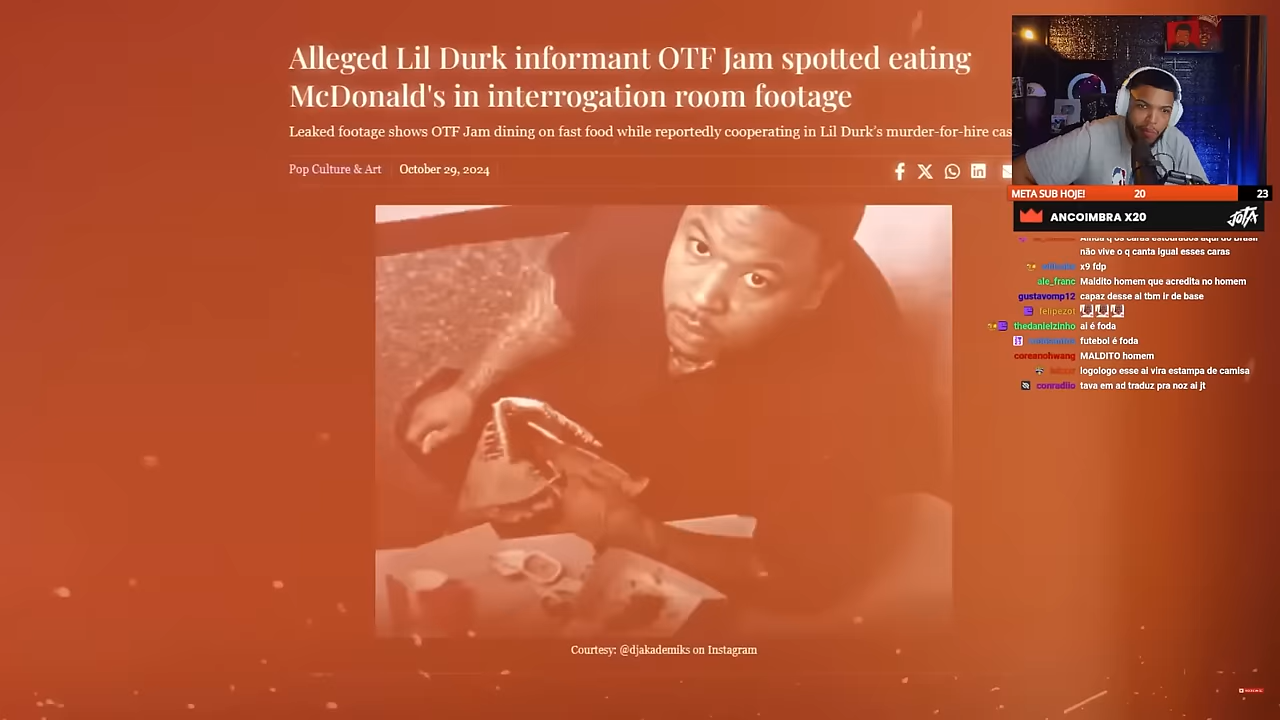 Alleged Lil Durk informant OTF Jam spotted eating
McDonald's in interrogation room footage
Leaked footage shows OTF Jam dining on fast food while reportedly cooperating in Lil Durk's murder-for-hire cas
Pop Culture & Art
October 29, 2024
META SUB HOJE! 20 23
ANCOIMBRA X20
JOTA
Ainda q os caras estourados aqui do Brasil
não vive o q canta igual esses caras
x9 fdp
ale_franc Maldito homem que acredita no homem
gustavomp12 capaz desse ai tbm ir de base
felipezot
thedanielzinho ai é foda
futebol é foda
coreanohwang MALDITO homem
logologo esse ai vira estampa de camisa
conradiio tava em ad traduz pra noz ai jt
Courtesy: @djakademiks on Instagram